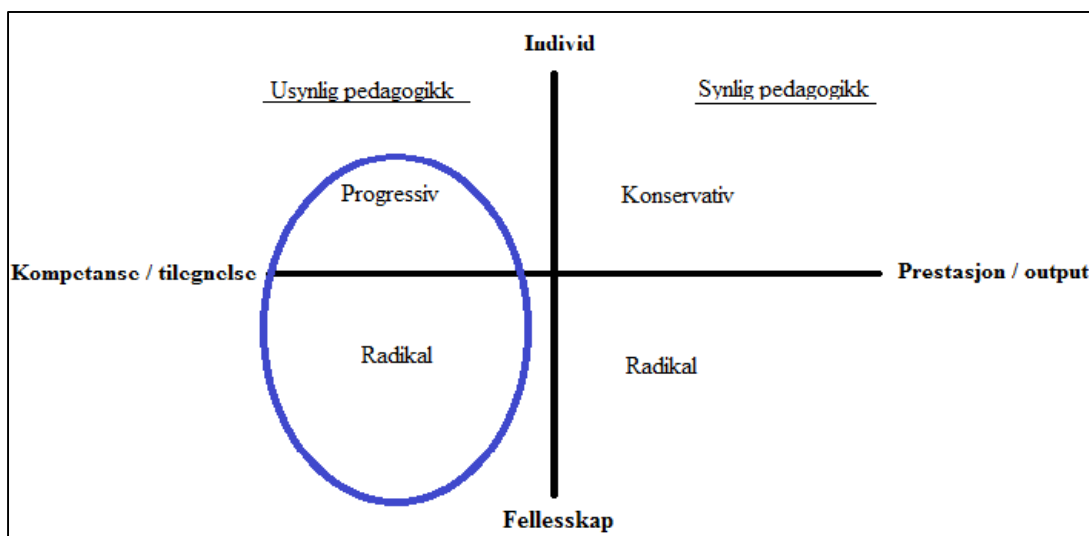 Individ
Usynlig pedagogikk
Synlig pedagogikk
Progressiv
Konservativ
Kompetanse / tilegnelse
Prestasjon / output
Radikal
Radikal
Fellesskap